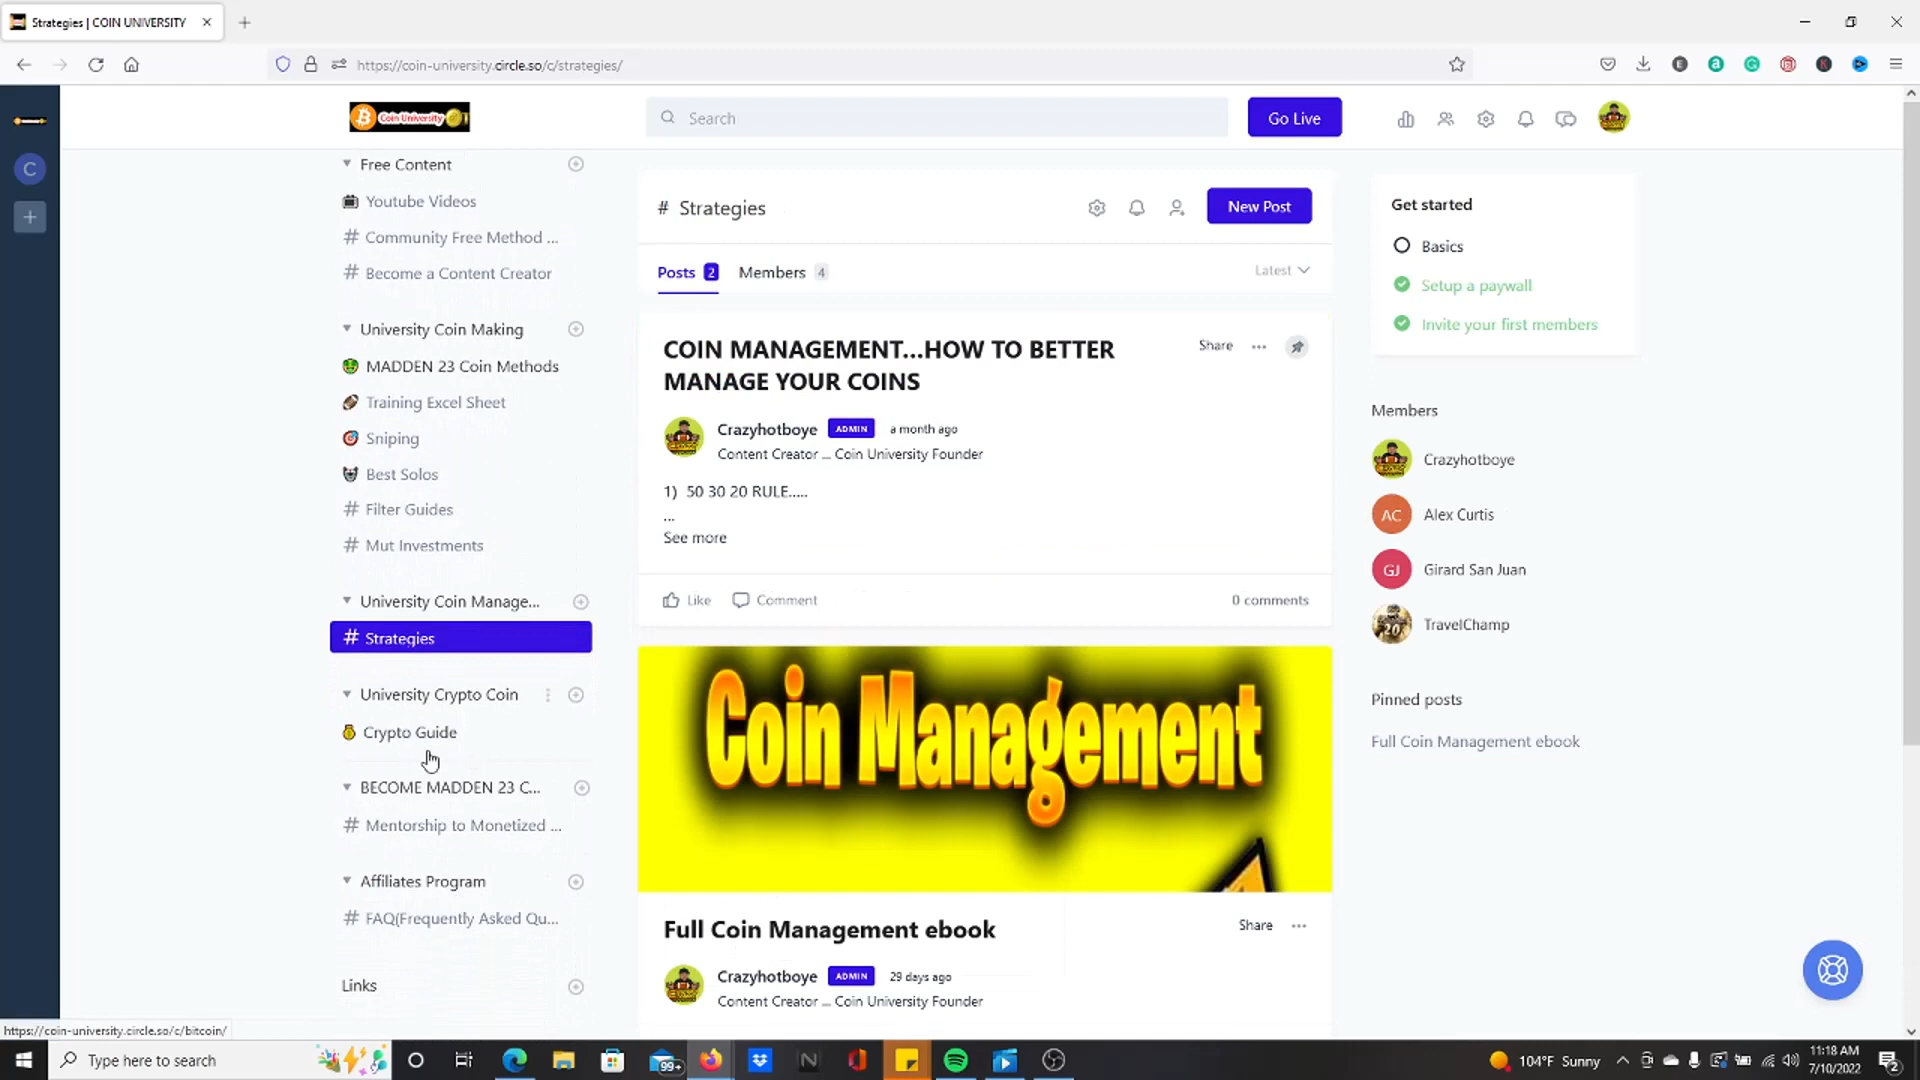 Strategies | COIN UNIVERSITY
https://coin-university.circle.so/c/strategies/
Coin University
Search
Go Live
C
Free Content
Youtube Videos
# Community Free Method ...
# Become a Content Creator
University Coin Making
MADDEN 23 Coin Methods
Training Excel Sheet
Sniping
Best Solos
# Filter Guides
# Mut Investments
University Coin Manage...
# Strategies
University Crypto Coin
Crypto Guide
BECOME MADDEN 23 C...
# Mentorship to Monetized ...
Affiliates Program
# FAQ(Frequently Asked Qu...
Links
# Strategies
New Post
Posts 2 Members 4
Latest
COIN MANAGEMENT...HOW TO BETTER
MANAGE YOUR COINS
Share ...
Crazyhotboye ADMIN a month ago
Content Creator ... Coin University Founder
1) 50 30 20 RULE.....
...
See more
Like Comment
0 comments
Coin Management
Full Coin Management ebook
Share ...
Crazyhotboye ADMIN 29 days ago
Content Creator ... Coin University Founder
Get started
Basics
Setup a paywall
Invite your first members
Members
Crazyhotboye
AC Alex Curtis
GJ Girard San Juan
20 TravelChamp
Pinned posts
Full Coin Management ebook
https://coin-university.circle.so/c/bitcoin/
Type here to search
99+
104°F Sunny
11:18 AM
7/10/2022
2